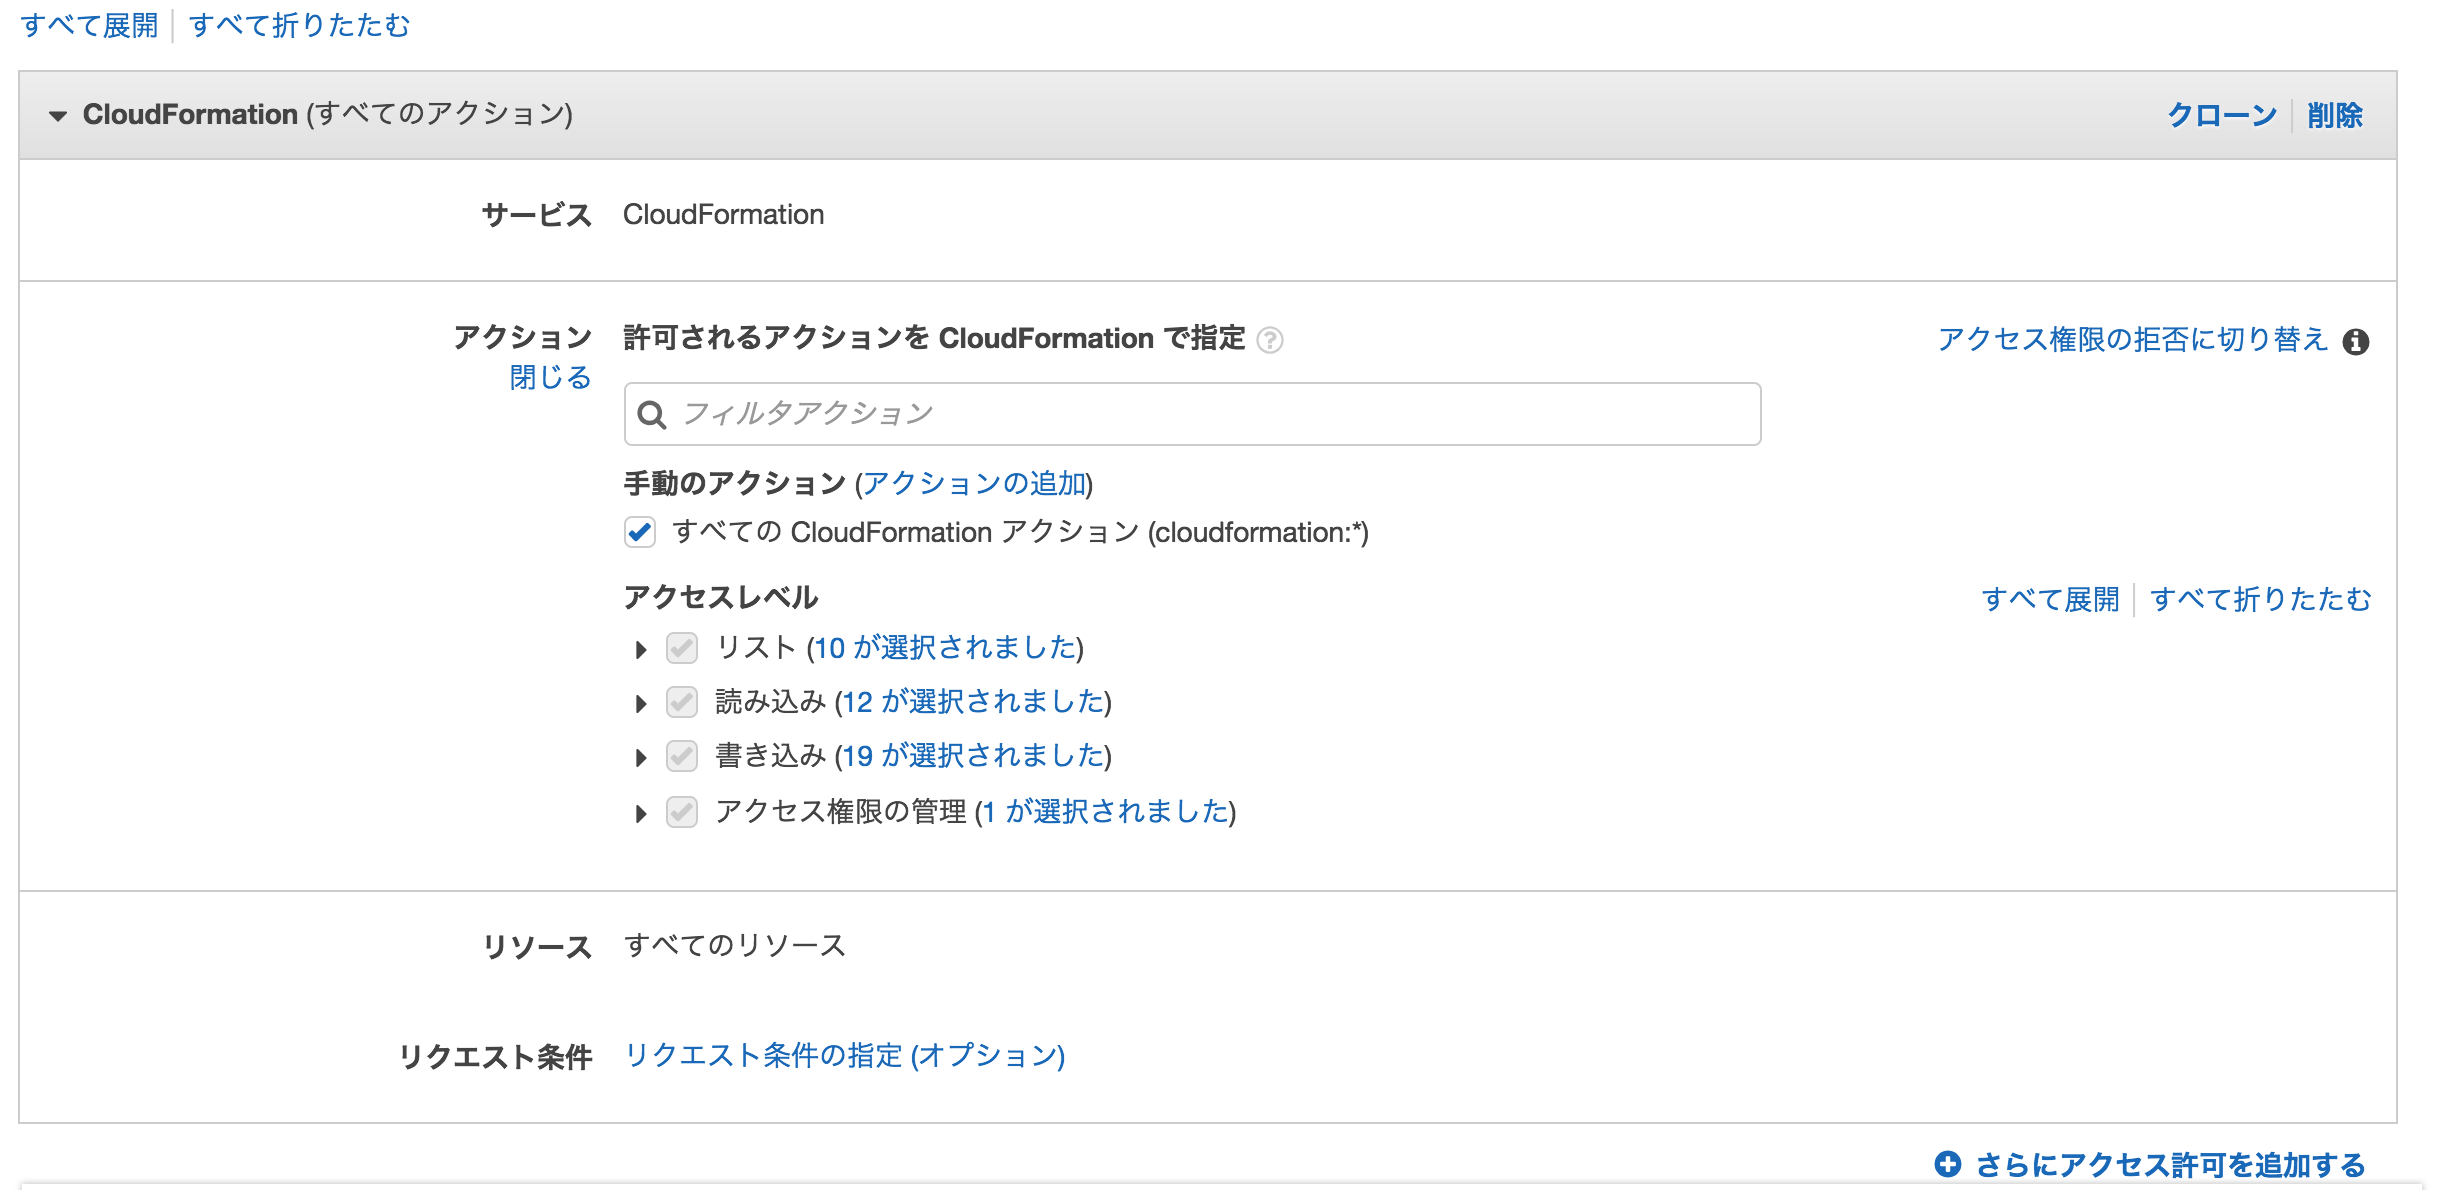 すべて展開 すべて折りたたむ
CloudFormation (すべてのアクション) クローン 削除
サービス CloudFormation
アクション 許可されるアクションを CloudFormation で指定 ? アクセス権限の拒否に切り替え i
閉じる
フィルタアクション
手動のアクション (アクションの追加)
すべての CloudFormation アクション (cloudformation:*)
アクセスレベル すべて展開 すべて折りたたむ
リスト (10 が選択されました)
読み込み (12 が選択されました)
書き込み (19 が選択されました)
アクセス権限の管理 (1 が選択されました)
リソース すべてのリソース
リクエスト条件 リクエスト条件の指定 (オプション)
さらにアクセス許可を追加する